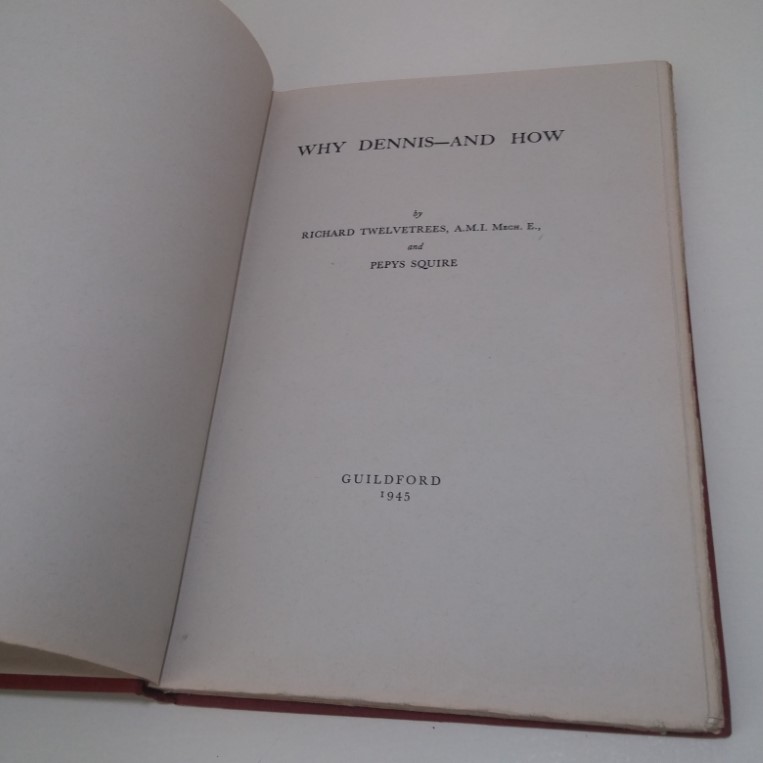 WHY DENNIS—AND HOW
by
RICHARD TWELVETREES, A.M.I. MECH. E.,
and
PEPYS SQUIRE
GUILDFORD
1945